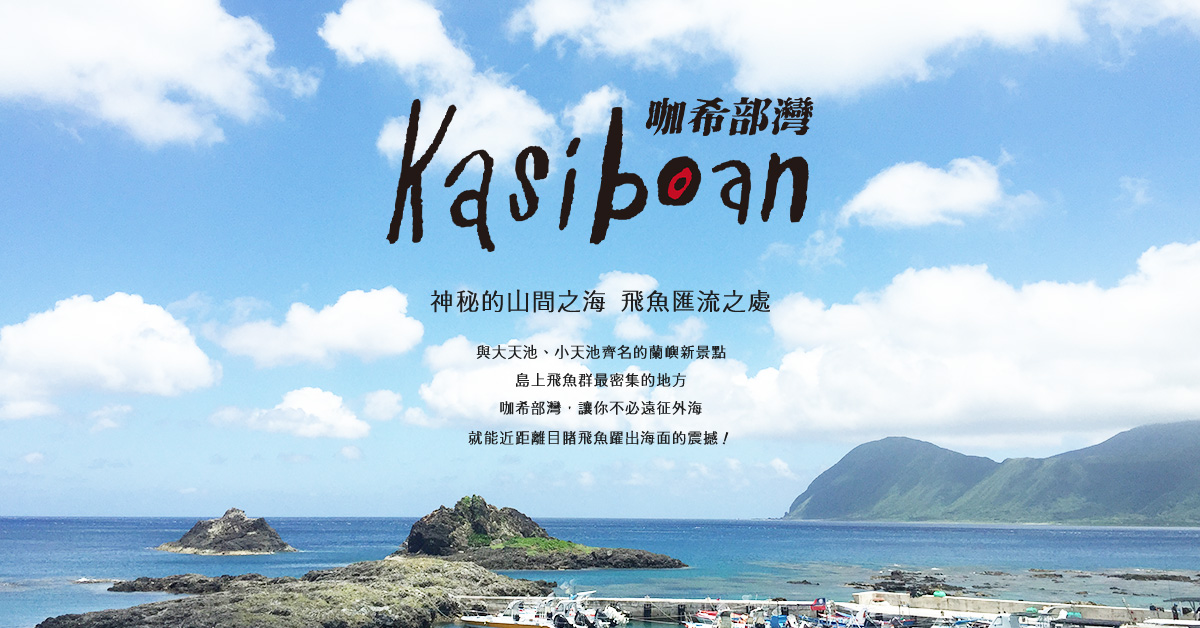 咖希部灣
Kasiboan
神秘的山間之海 飛魚匯流之處
與大天池、小天池齊名的蘭嶼新景點
島上飛魚群最密集的地方
咖希部灣，讓你不必遠征外海
就能近距離目睹飛魚躍出海面的震撼！